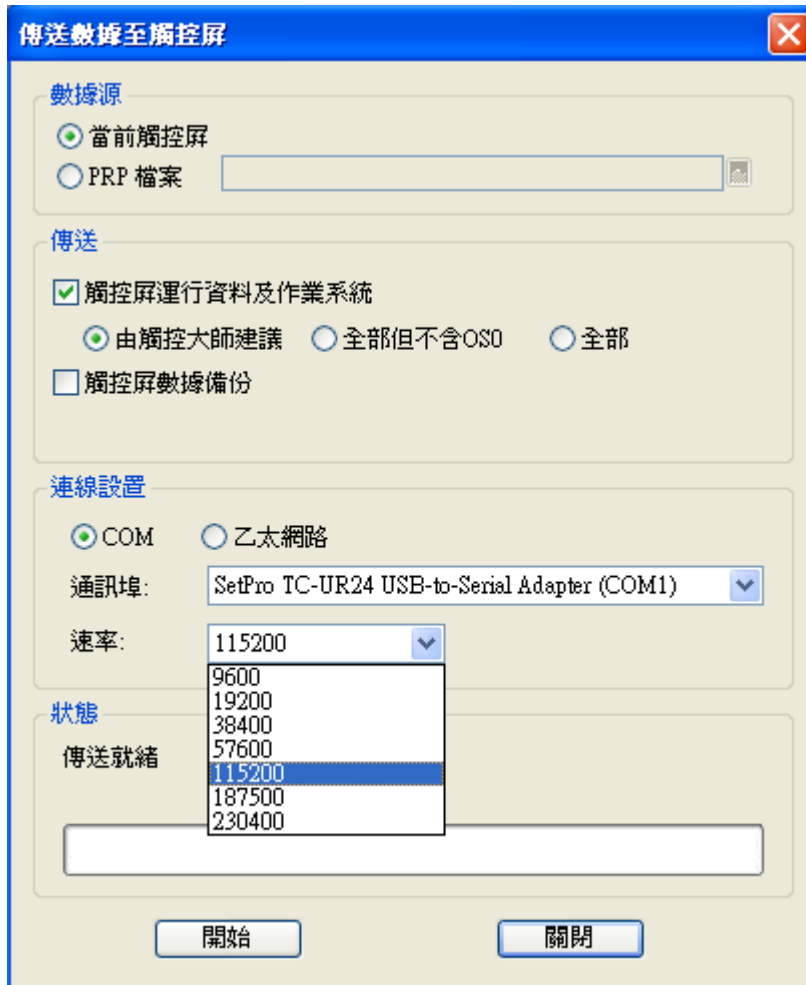 傳送數據至觸控屏
數據源
當前觸控屏
PRP 檔案
傳送
觸控屏運行資料及作業系統
由觸控大師建議 全部但不含OS0 全部
觸控屏數據備份
連線設置
COM 乙太網路
通訊埠: SetPro TC-UR24 USB-to-Serial Adapter (COM1)
速率: 115200
9600
19200
38400
57600
115200
187500
230400
狀態
傳送就緒
開始 關閉